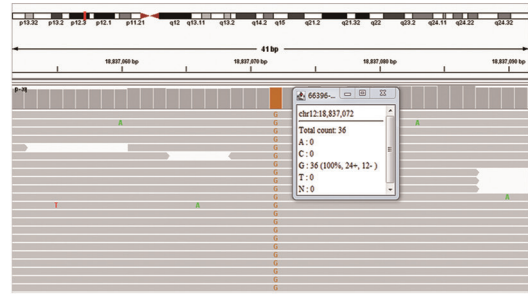 p13.32 p13.2 p12.3 p12.1 p11.21 q12 q13.11 q13.2 q14.2 q15 q21.2 q21.32 q22 q23.2 q24.11 q24.22 q24.32
41 bp
18,837,060 bp 18,837,070 18,837,080 bp 18,837,090 bp
66396-...
chr12:18,837,072
Total count: 36
A : 0
C : 0
G : 36 (100%, 24+, 12- )
T : 0
N : 0
G
A G A
G
G
G
G
G
G
G
G A
T A G
G
G
G
G
G
G
G
G
G